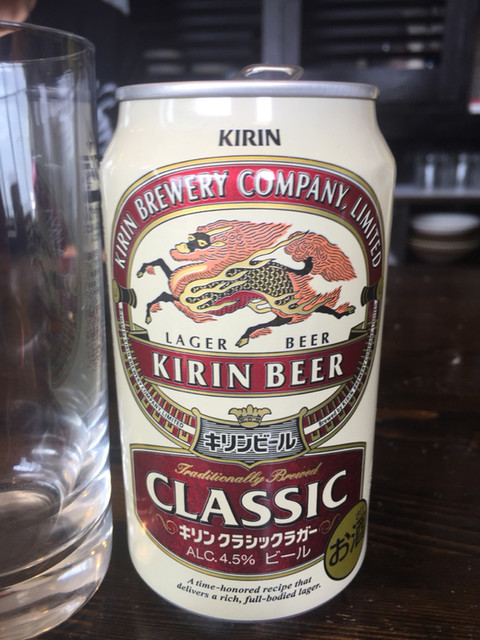 KIRIN
KIRIN BREWERY COMPANY, LIMITED
LAGER BEER
KIRIN BEER
キリンビール
Traditionally Brewed
CLASSIC
キリンクラシックラガー
ALC.4.5% ビール
お酒
A time-honored recipe that
delivers a rich, full-bodied lager.